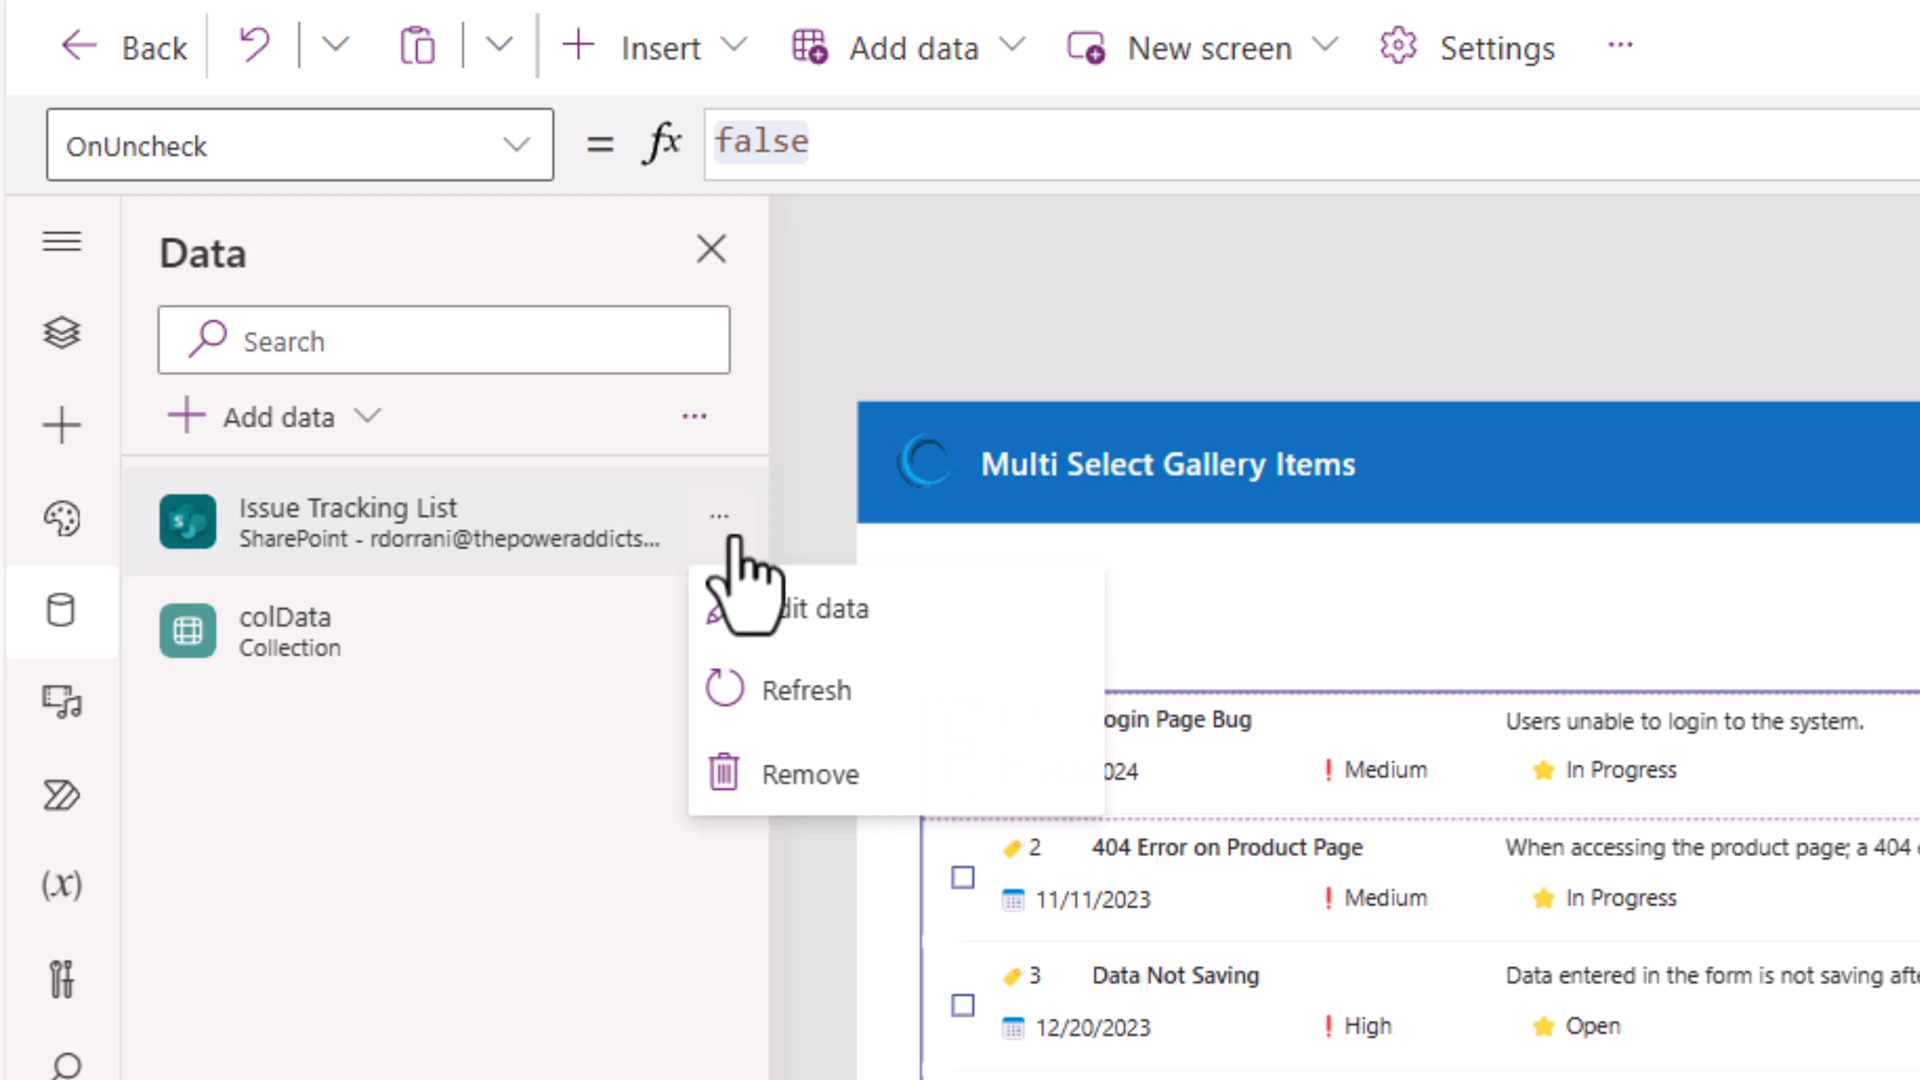 Back
Insert
Add data
New screen
Settings
OnUncheck
= fx
false
Data
Search
Add data
Issue Tracking List
SharePoint - rdorrani@thepoweraddicts...
colData
Collection
dit data
Refresh
Remove
(x)
Multi Select Gallery Items
ogin Page Bug
Users unable to login to the system.
024
Medium
In Progress
2
404 Error on Product Page
When accessing the product page; a 404
11/11/2023
Medium
In Progress
3
Data Not Saving
Data entered in the form is not saving afte
12/20/2023
High
Open